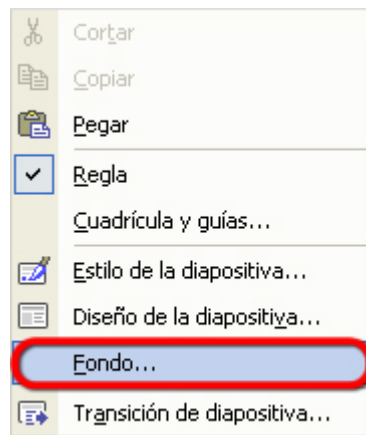 Cortar
Copiar
Pegar
Regla
Cuadrícula y guías...
Estilo de la diapositiva...
Diseño de la diapositiva...
Fondo...
Transición de diapositiva...